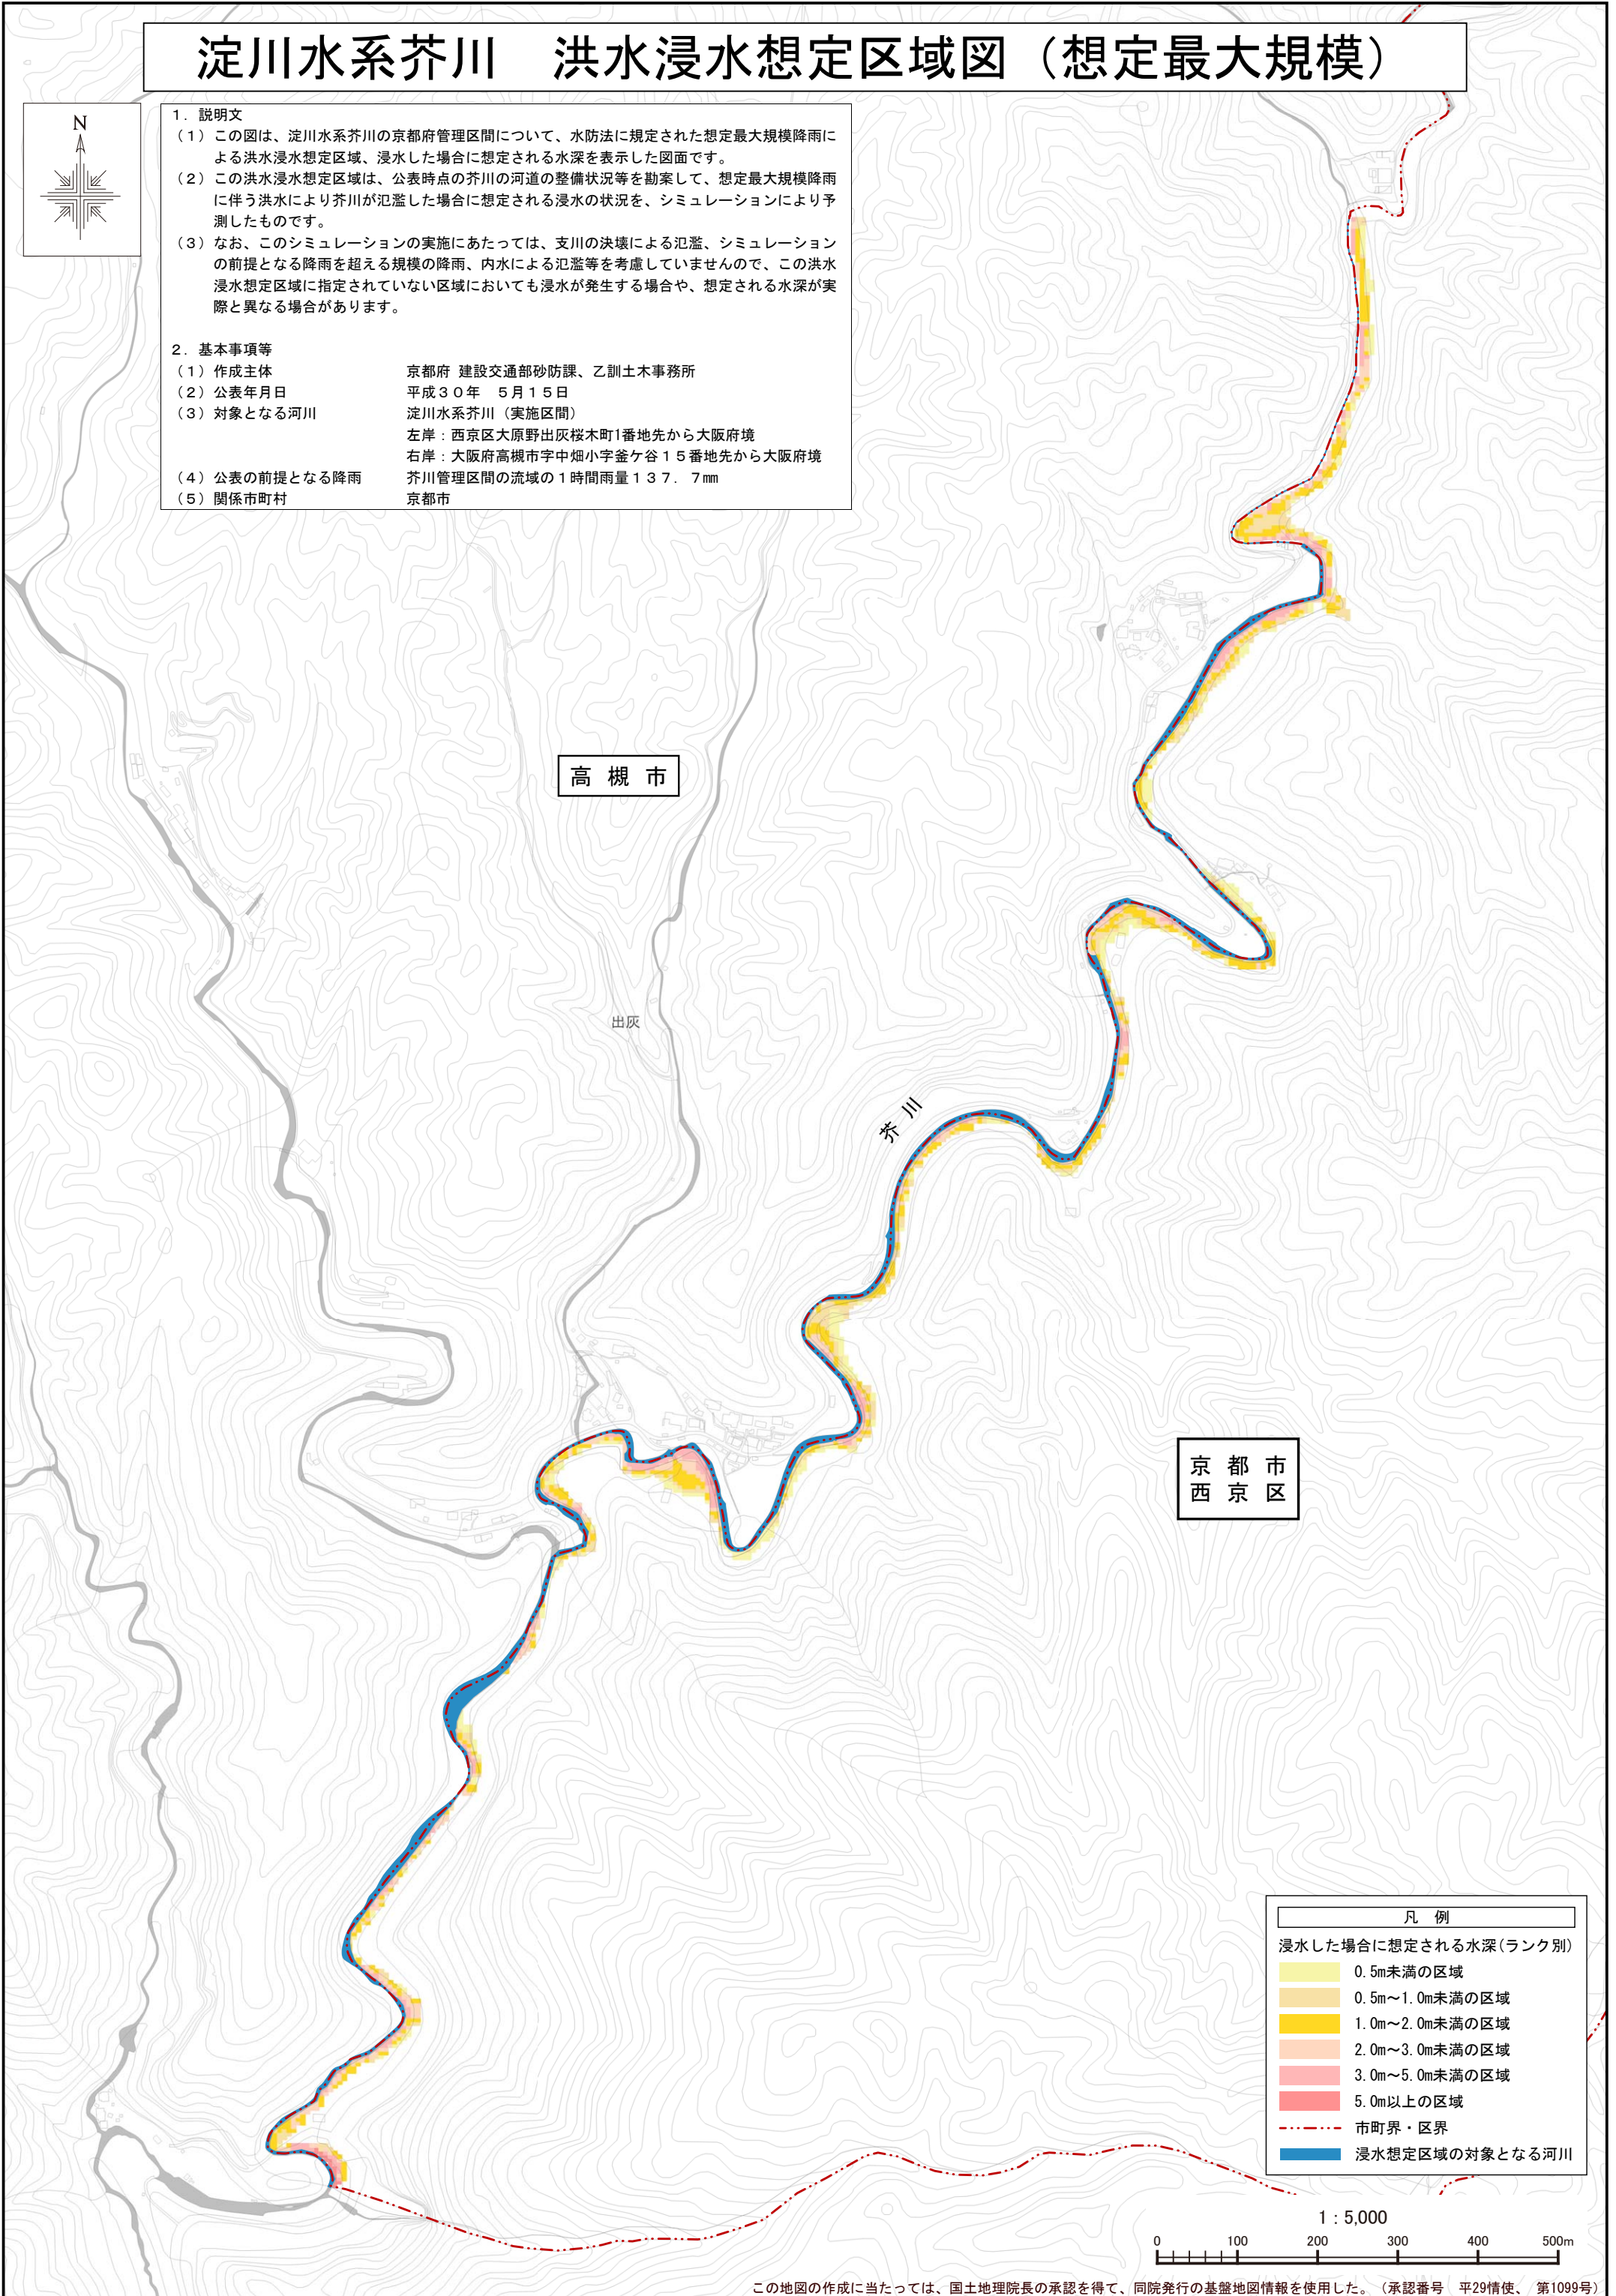 淀川水系芥川　洪水浸水想定区域図（想定最大規模）
N
1．説明文
（1）この図は、淀川水系芥川の京都府管理区間について、水防法に規定された想定最大規模降雨に
よる洪水浸水想定区域、浸水した場合に想定される水深を表示した図面です。
（2）この洪水浸水想定区域は、公表時点の芥川の河道の整備状況等を勘案して、想定最大規模降雨
に伴う洪水により芥川が氾濫した場合に想定される浸水の状況を、シミュレーションにより予
測したものです。
（3）なお、このシミュレーションの実施にあたっては、支川の決壊による氾濫、シミュレーション
の前提となる降雨を超える規模の降雨、内水による氾濫等を考慮していませんので、この洪水
浸水想定区域に指定されていない区域においても浸水が発生する場合や、想定される水深が実
際と異なる場合があります。
2．基本事項等
（1）作成主体　京都府 建設交通部砂防課、乙訓土木事務所
（2）公表年月日　平成３０年　５月１５日
（3）対象となる河川　淀川水系芥川（実施区間）
左岸：西京区大原野出灰桜木町1番地先から大阪府境
右岸：大阪府高槻市字中畑小字釜ケ谷１５番地先から大阪府境
（4）公表の前提となる降雨　芥川管理区間の流域の１時間雨量１３７．７㎜
（5）関係市町村　京都市
高槻市
出灰
芥川
京都市
西京区
凡　例
浸水した場合に想定される水深(ランク別)
0.5m未満の区域
0.5m～1.0m未満の区域
1.0m～2.0m未満の区域
2.0m～3.0m未満の区域
3.0m～5.0m未満の区域
5.0m以上の区域
市町界・区界
浸水想定区域の対象となる河川
1：5,000
0 100 200 300 400 500m
この地図の作成に当たっては、国土地理院長の承認を得て、同院発行の基盤地図情報を使用した。（承認番号　平29情使、 第1099号）